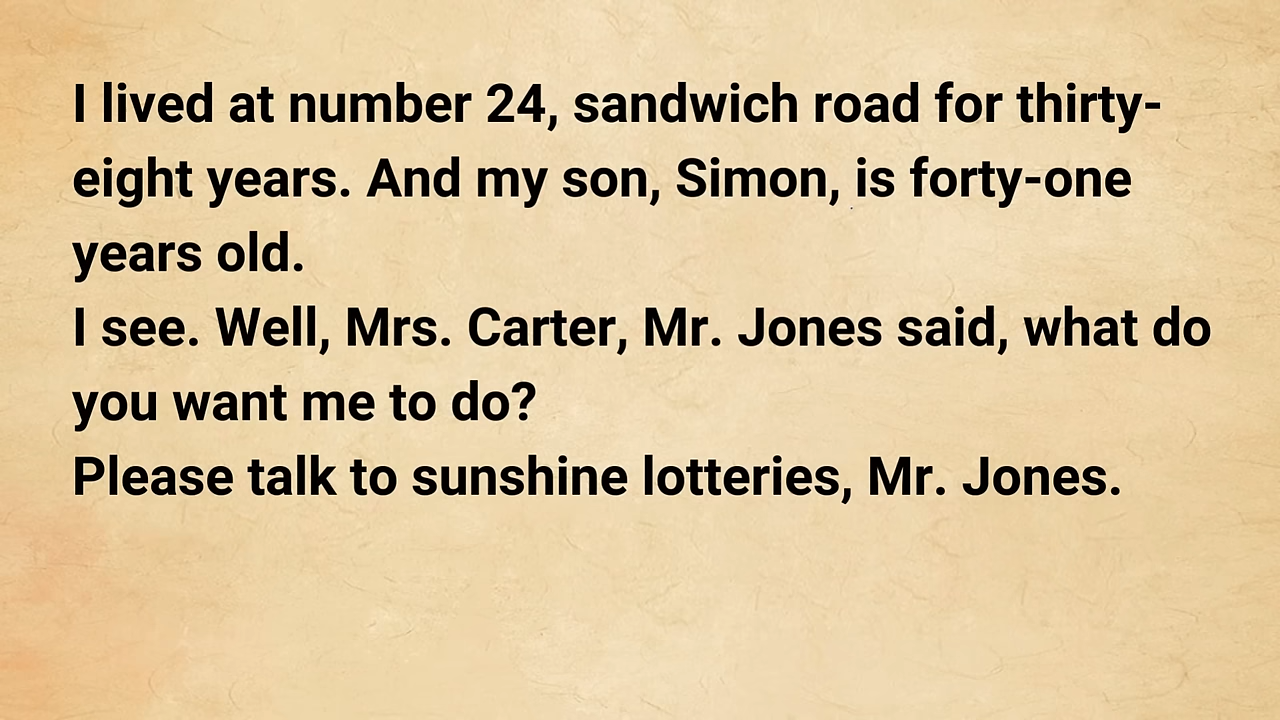 I lived at number 24, sandwich road for thirty-
eight years. And my son, Simon, is forty-one
years old.
I see. Well, Mrs. Carter, Mr. Jones said, what do
you want me to do?
Please talk to sunshine lotteries, Mr. Jones.